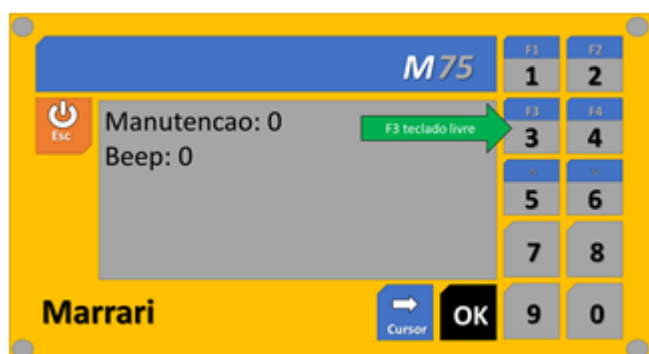 M75
F1 F2
1 2
Esc
Manutencao: 0
F3 teclado livre
F3 F4
3 4
Beep: 0
5 6
7 8
Marrari
Cursor
OK
9 0